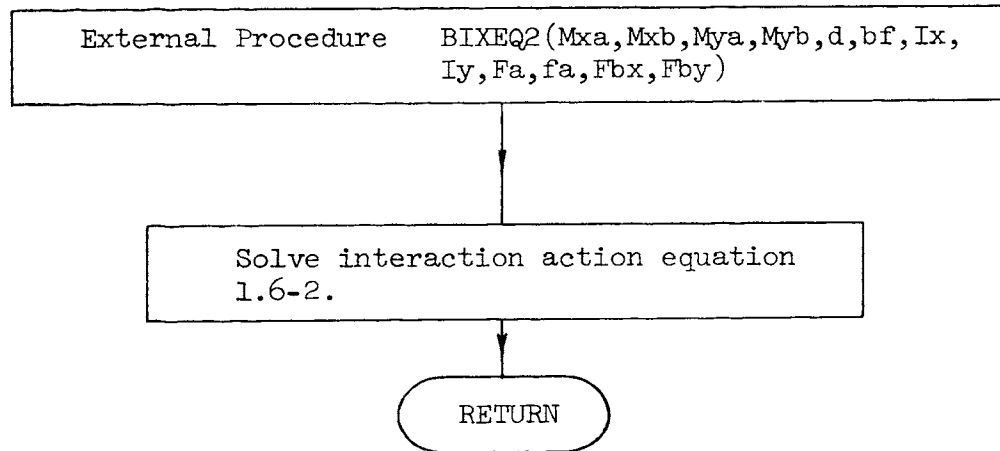 External Procedure BIXEQ2(Mxa,Mxb,Mya,Myb,d,bf,Ix,
Iy,Fa,fa,Fbx,Fby)
Solve interaction action equation
1.6-2.
RETURN